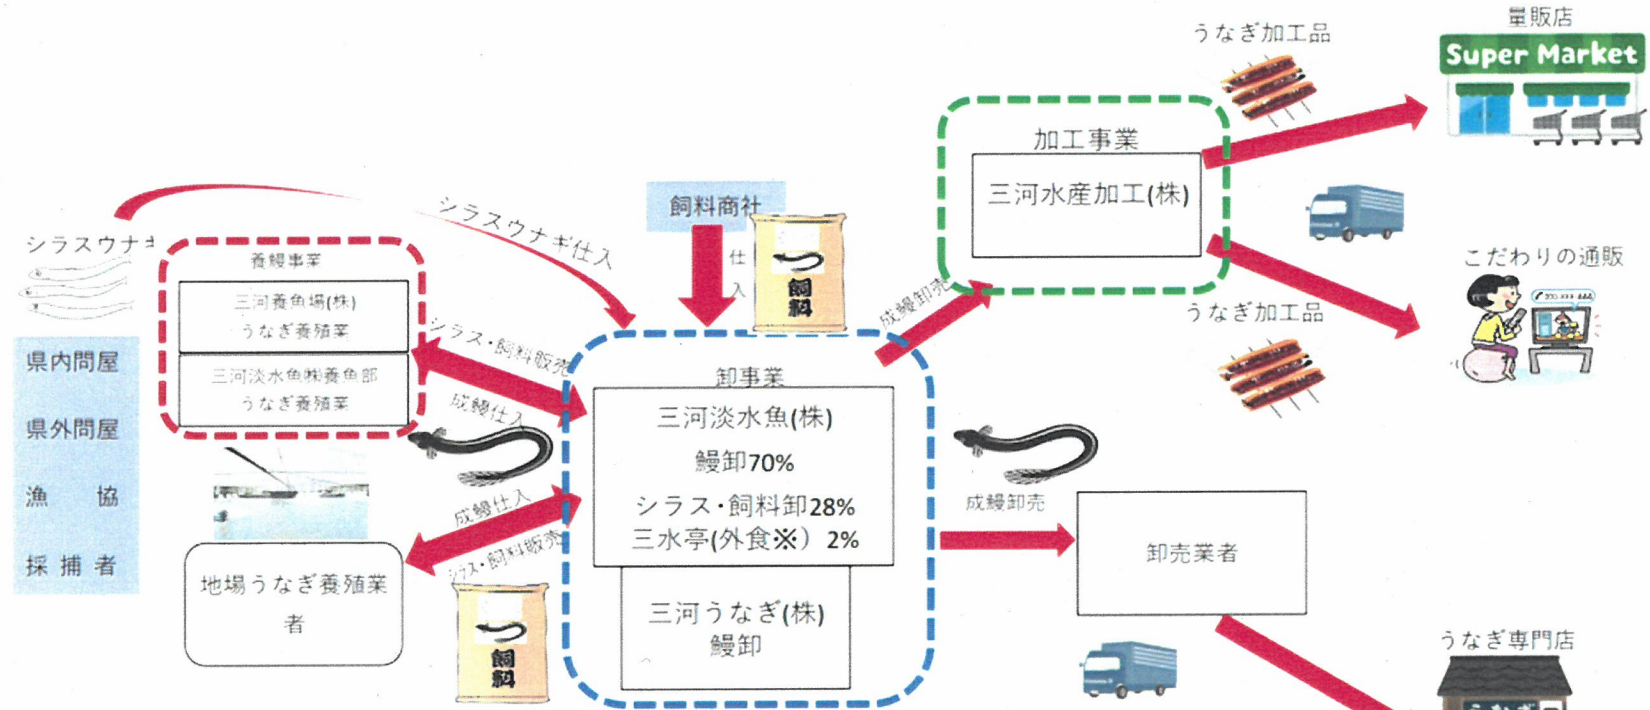 量販店
うなぎ加工品
Super Market
加工事業
三河水産加工(株)
飼料商社
シラスウナギ仕入
シラスウナギ
仕入
飼料
養鰻事業
三河養魚場(株)
うなぎ養殖業
三河淡水魚㈱養魚部
うなぎ養殖業
シラス・飼料販売
成鰻仕入
成鰻卸売
うなぎ加工品
こだわりの通販
県内問屋
県外問屋
漁 協
採捕者
卸事業
三河淡水魚(株)
鰻卸70%
シラス・飼料卸28%
三水亭(外食※）2%
三河うなぎ(株)
鰻卸
成鰻仕入
シラス・飼料販売
地場うなぎ養殖業
者
飼料
成鰻卸売
卸売業者
うなぎ専門店
うなぎ